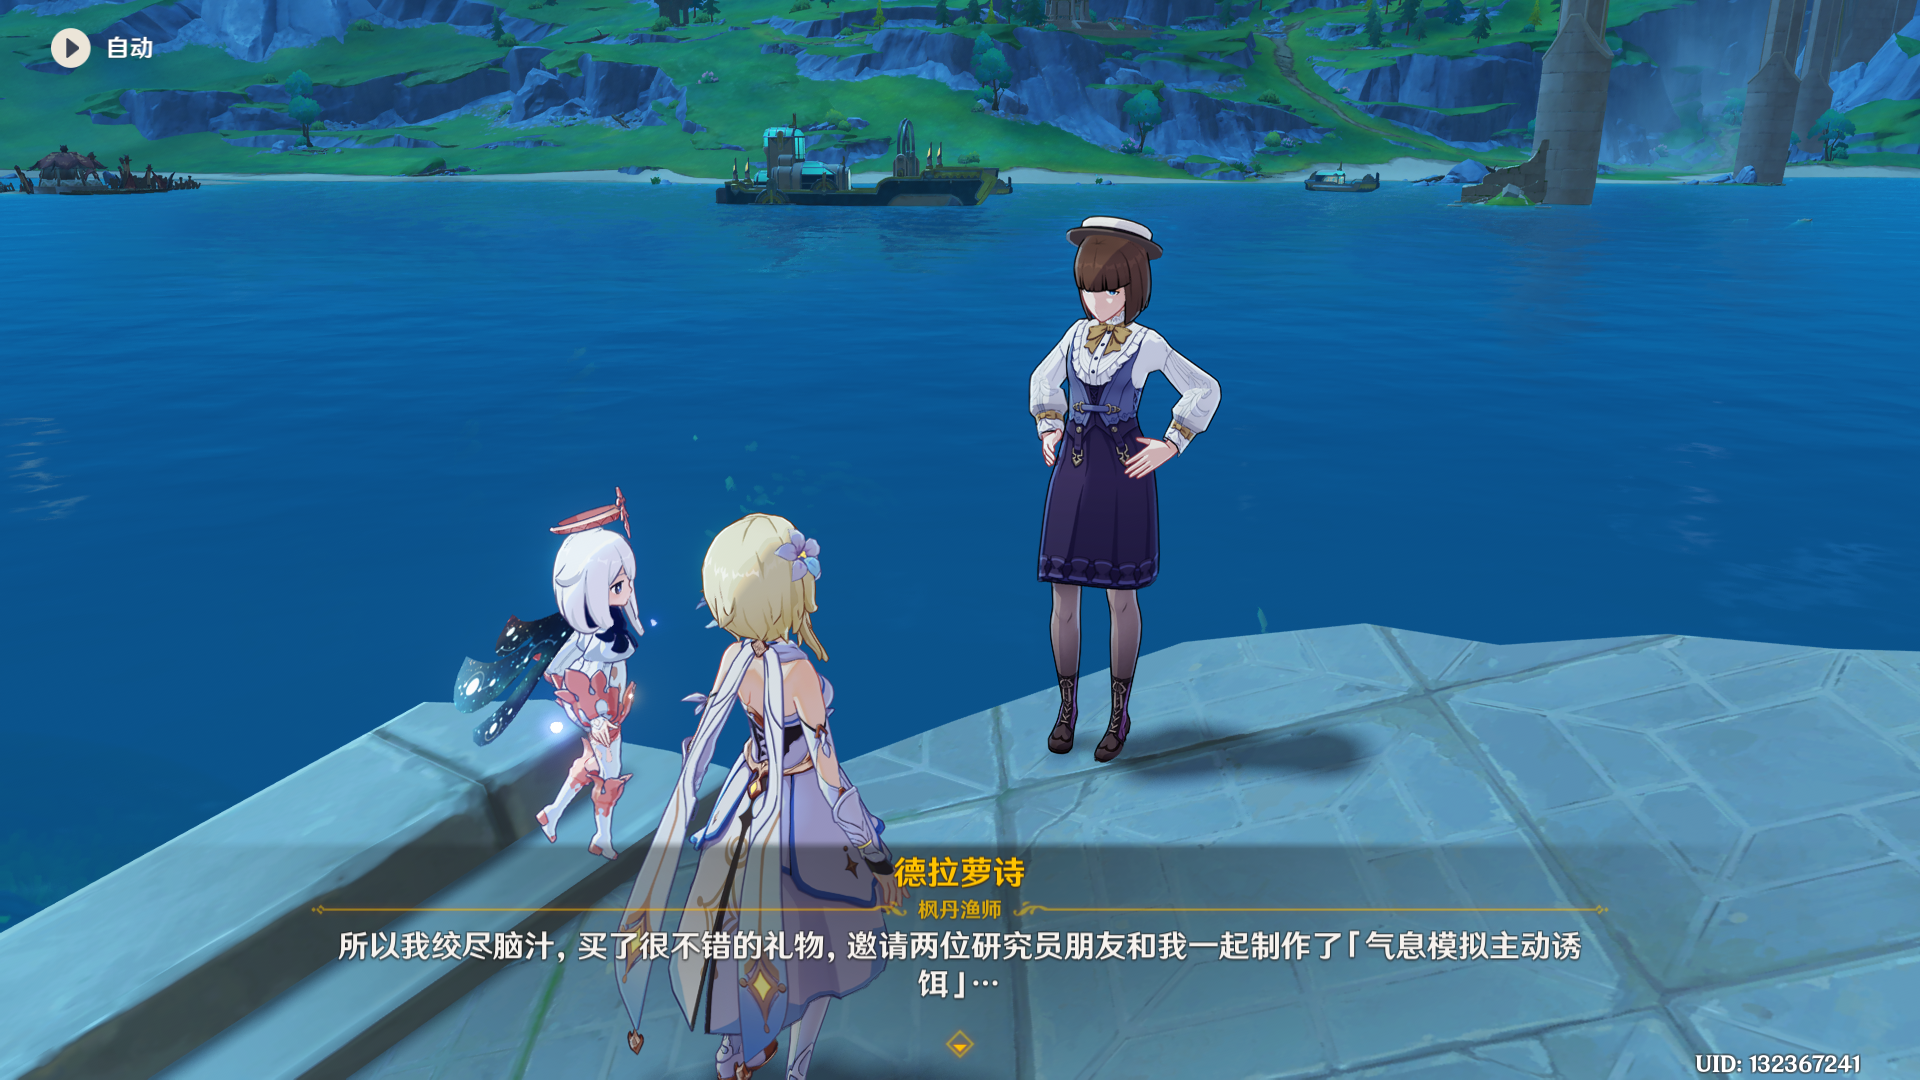 自动
德拉萝诗
枫丹渔师
所以我绞尽脑汁，买了很不错的礼物，邀请两位研究员朋友和我一起制作了「气息模拟主动诱
饵」…
UID: 132367241